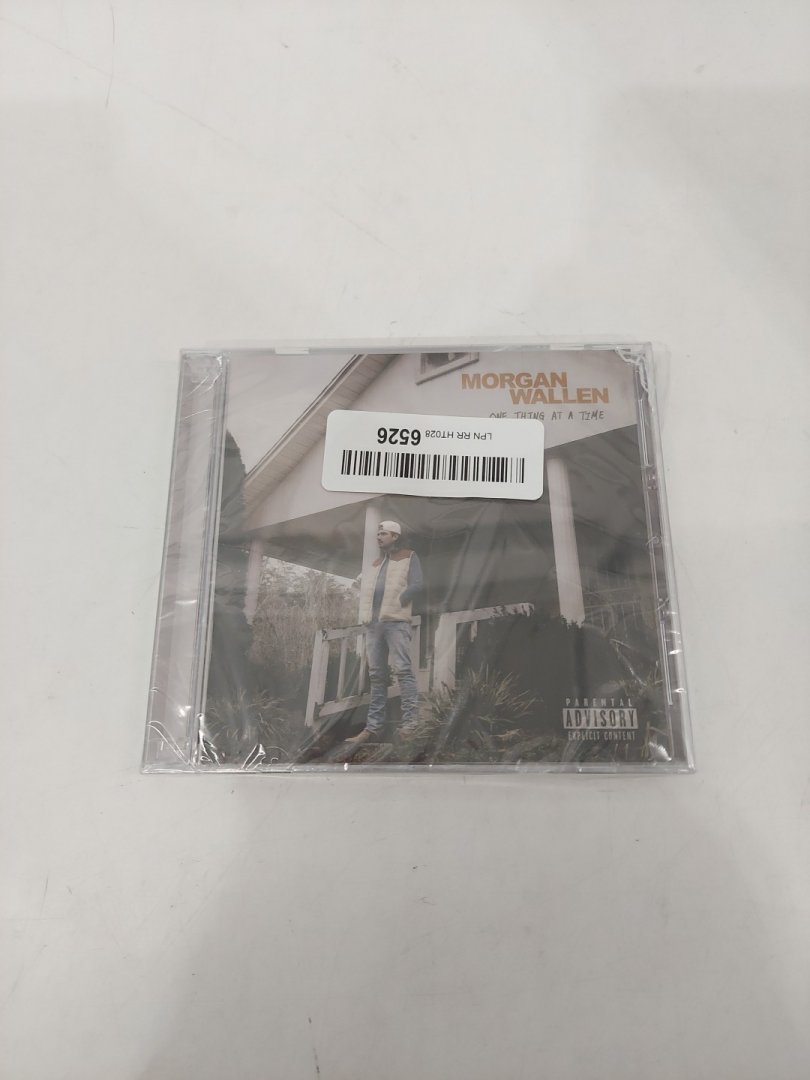 MORGAN
WALLEN
ONE THING AT A TIME
LPN RR HT028
6526
PARENTAL
ADVISORY
EXPLICIT CONTENT